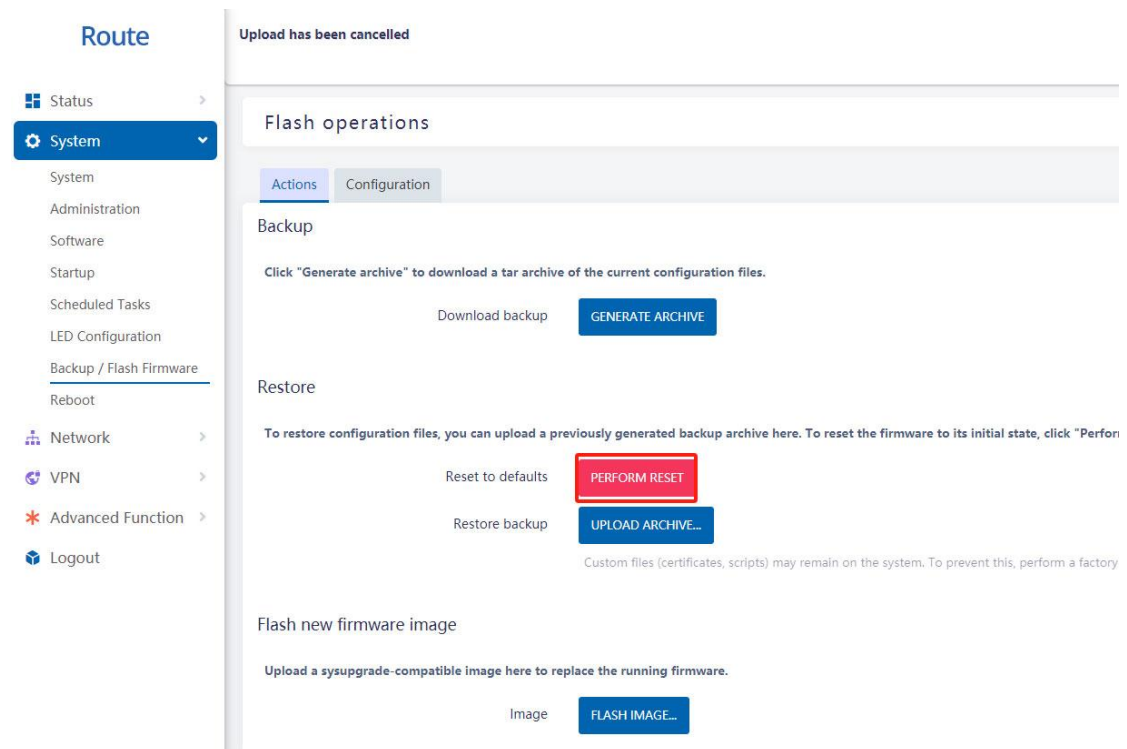 Route
Upload has been cancelled
Status
System
System
Administration
Software
Startup
Scheduled Tasks
LED Configuration
Backup / Flash Firmware
Reboot
Network
VPN
Advanced Function
Logout
Flash operations
Actions Configuration
Backup
Click "Generate archive" to download a tar archive of the current configuration files.
Download backup GENERATE ARCHIVE
Restore
To restore configuration files, you can upload a previously generated backup archive here. To reset the firmware to its initial state, click "Perfor
Reset to defaults PERFORM RESET
Restore backup UPLOAD ARCHIVE...
Custom files (certificates, scripts) may remain on the system. To prevent this, perform a factory
Flash new firmware image
Upload a sysupgrade-compatible image here to replace the running firmware.
Image FLASH IMAGE...